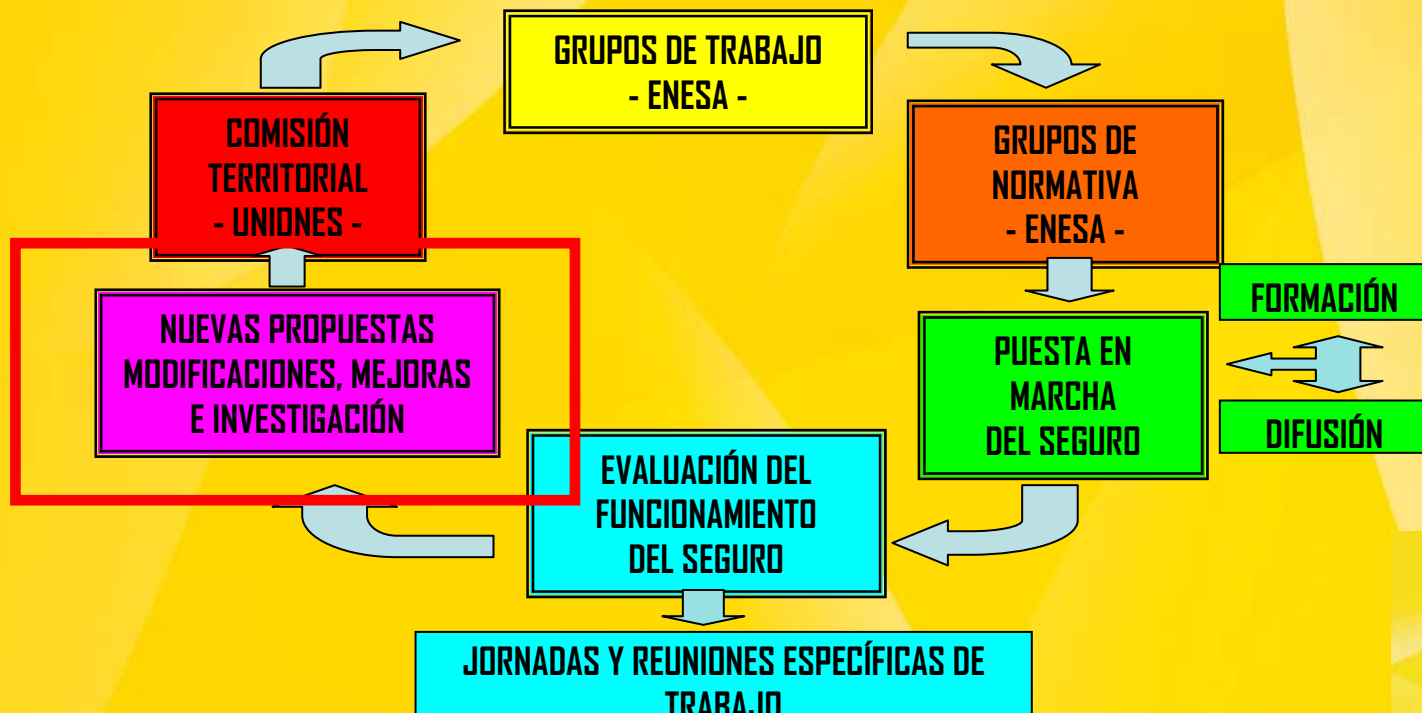 GRUPOS DE TRABAJO
- ENESA -
COMISIÓN
TERRITORIAL
- UNIONES -
GRUPOS DE
NORMATIVA
- ENESA -
NUEVAS PROPUESTAS
MODIFICACIONES, MEJORAS
E INVESTIGACIÓN
PUESTA EN
MARCHA
DEL SEGURO
FORMACIÓN
DIFUSIÓN
EVALUACIÓN DEL
FUNCIONAMIENTO
DEL SEGURO
JORNADAS Y REUNIONES ESPECÍFICAS DE
TRABAJO